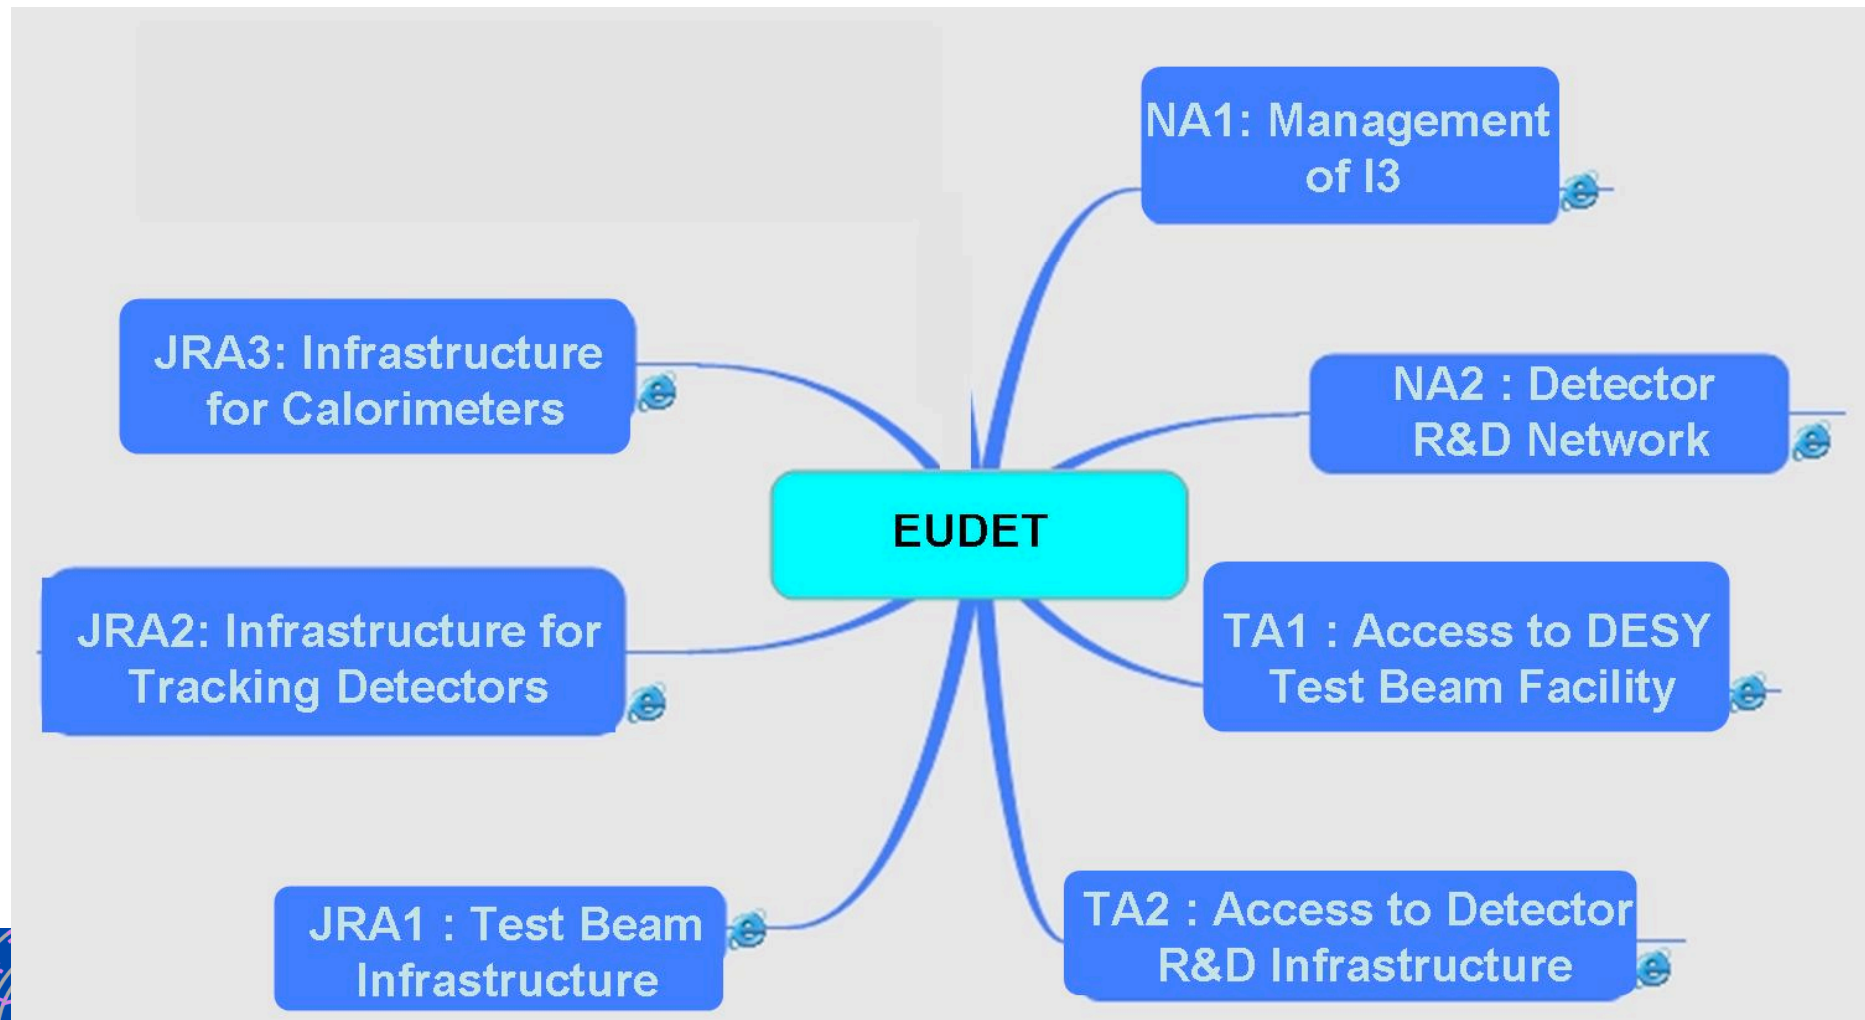 NA1: Management
of I3
JRA3: Infrastructure
for Calorimeters
NA2 : Detector
R&D Network
EUDET
JRA2: Infrastructure for
Tracking Detectors
TA1 : Access to DESY
Test Beam Facility
JRA1 : Test Beam
Infrastructure
TA2 : Access to Detector
R&D Infrastructure